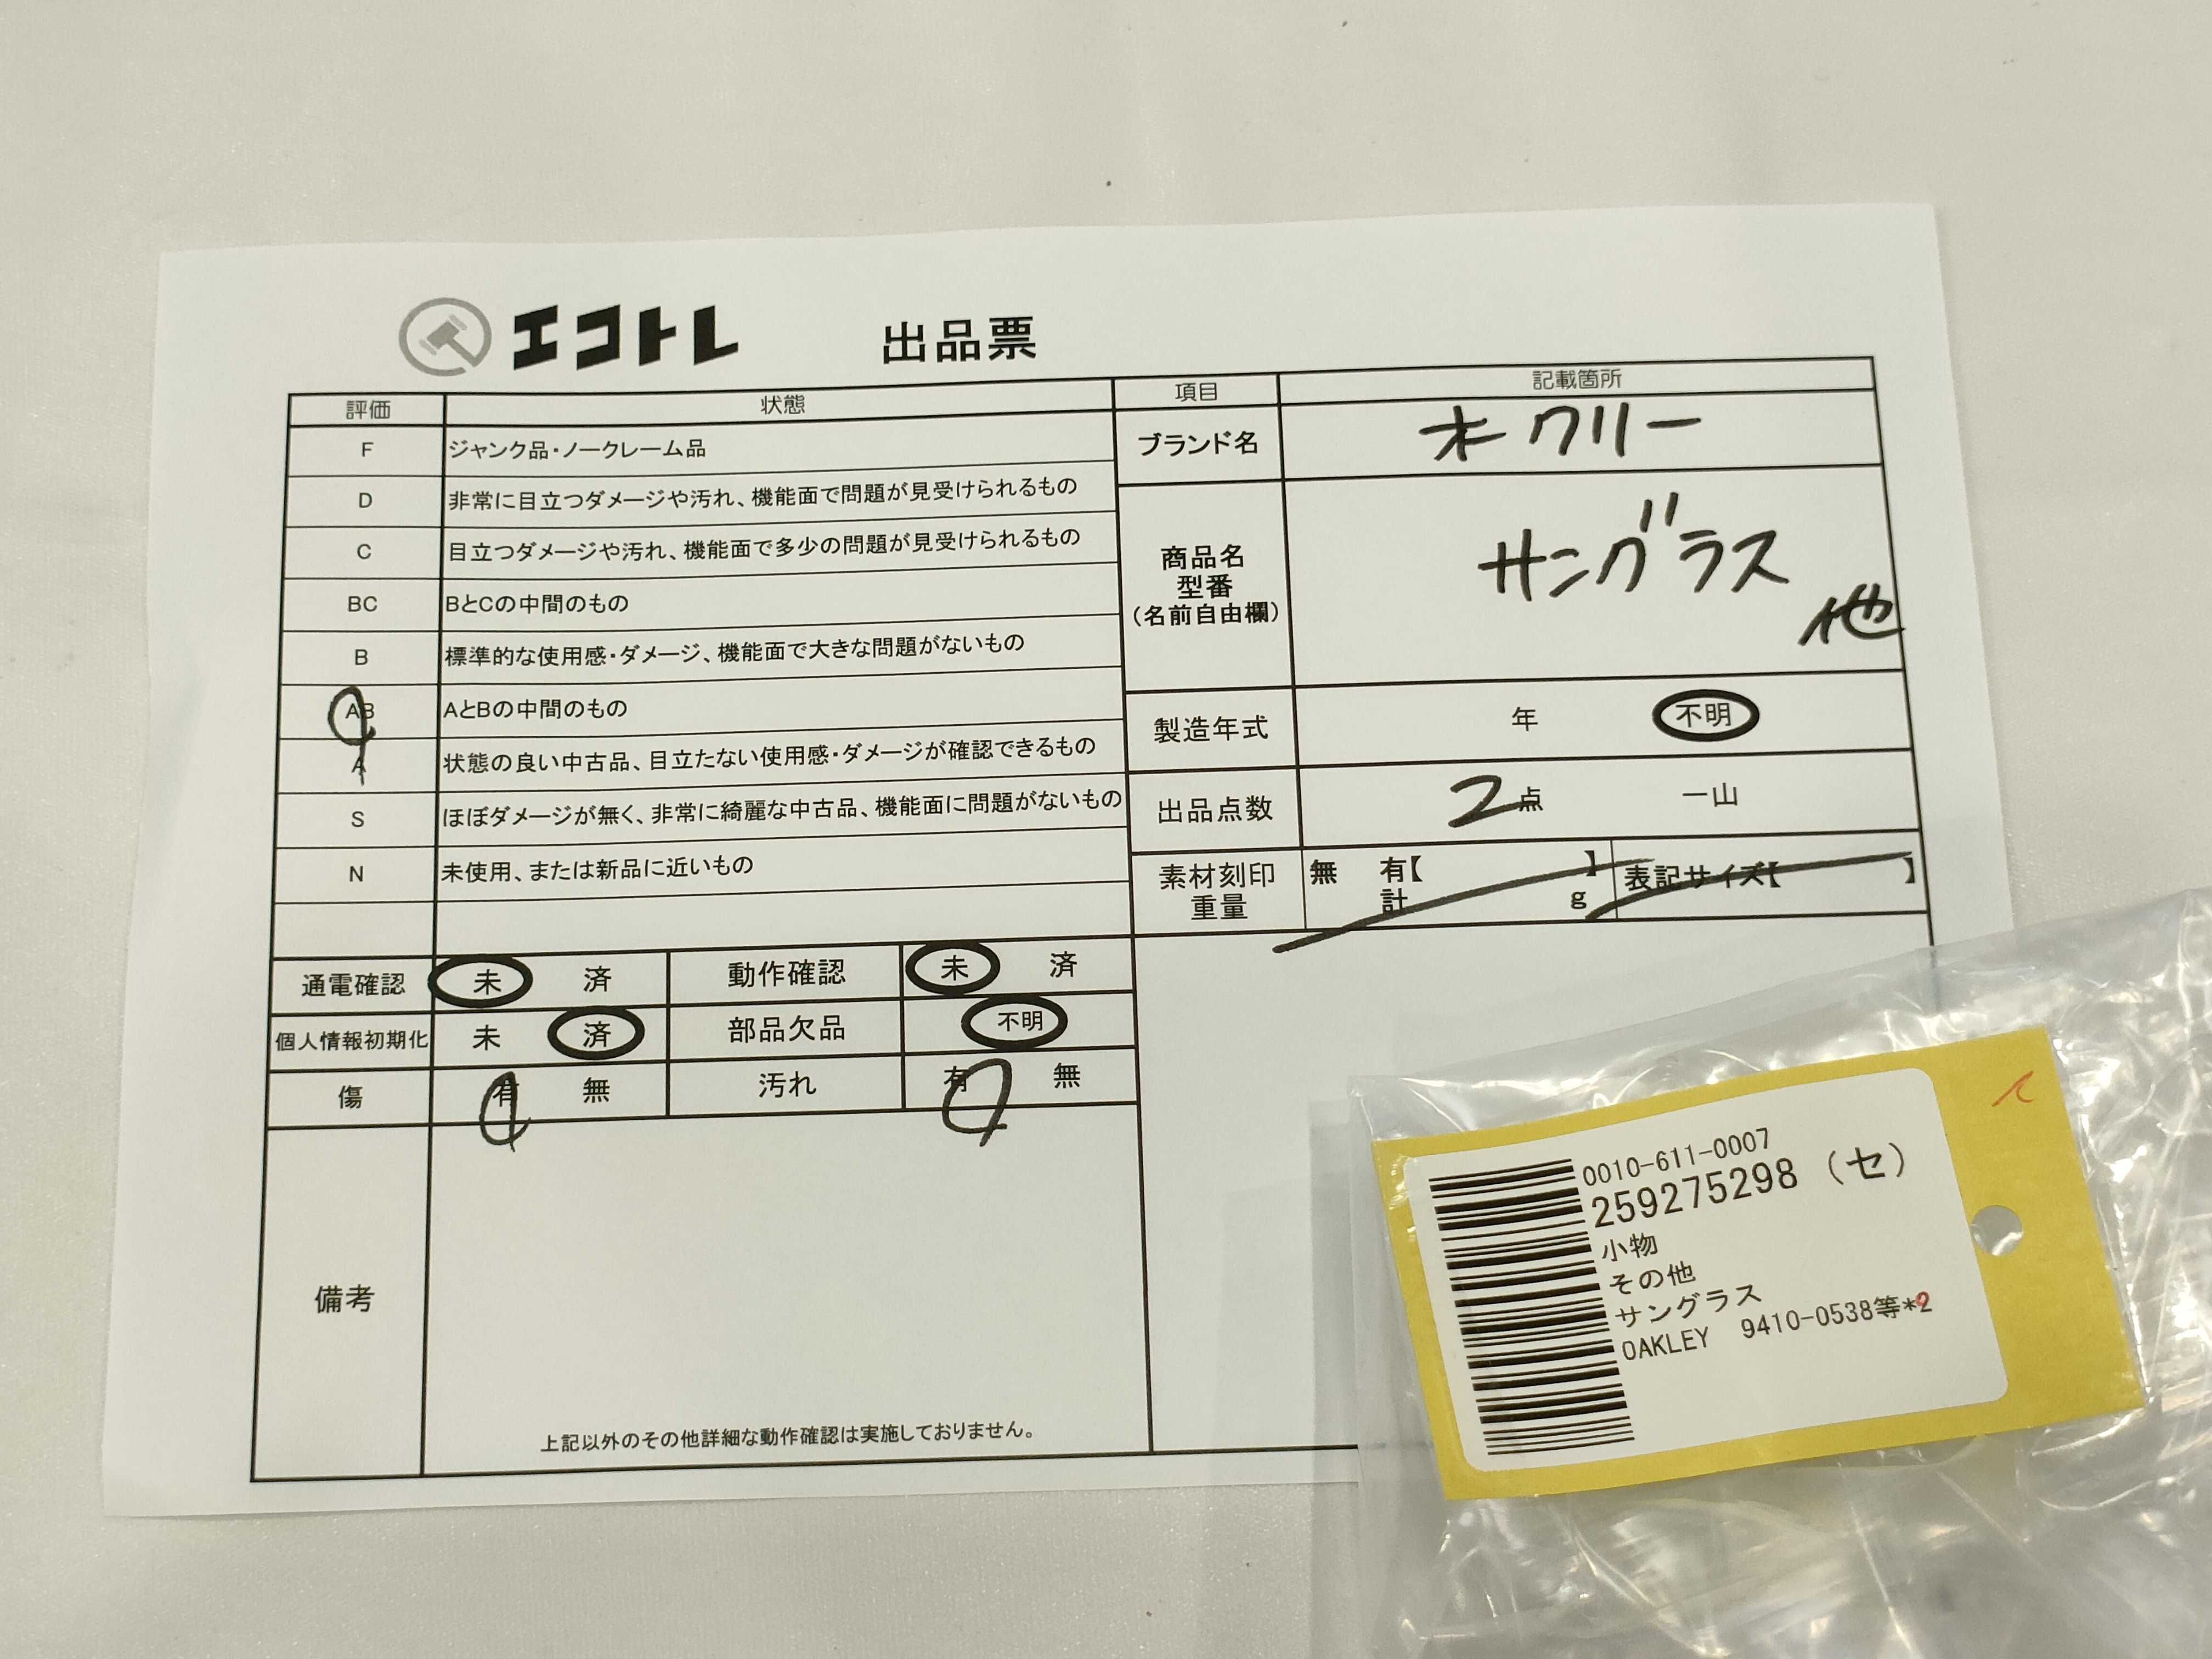 エコトレ 出品票
評価 状態
F ジャンク品・ノークレーム品
D 非常に目立つダメージや汚れ、機能面で問題が見受けられるもの
C 目立つダメージや汚れ、機能面で多少の問題が見受けられるもの
BC BとCの中間のもの
B 標準的な使用感・ダメージ、機能面で大きな問題がないもの
AB AとBの中間のもの
A 状態の良い中古品、目立たない使用感・ダメージが確認できるもの
S ほぼダメージが無く、非常に綺麗な中古品、機能面に問題がないもの
N 未使用、または新品に近いもの
通電確認 未 済 動作確認 未 済
個人情報初期化 未 済 部品欠品 不明
傷 有 無 汚れ 有 無
備考
上記以外のその他詳細な動作確認は実施しておりません。
項目 記載箇所
ブランド名 オークリー
商品名
型番
(名前自由欄)
サングラス
他
製造年式 年 不明
出品点数 2点 一山
素材刻印 無 有【 】 表記サイズ【 】
重量 計 g
0010-611-0007
259275298 (セ)
小物
その他
サングラス
OAKLEY 9410-0538等*2